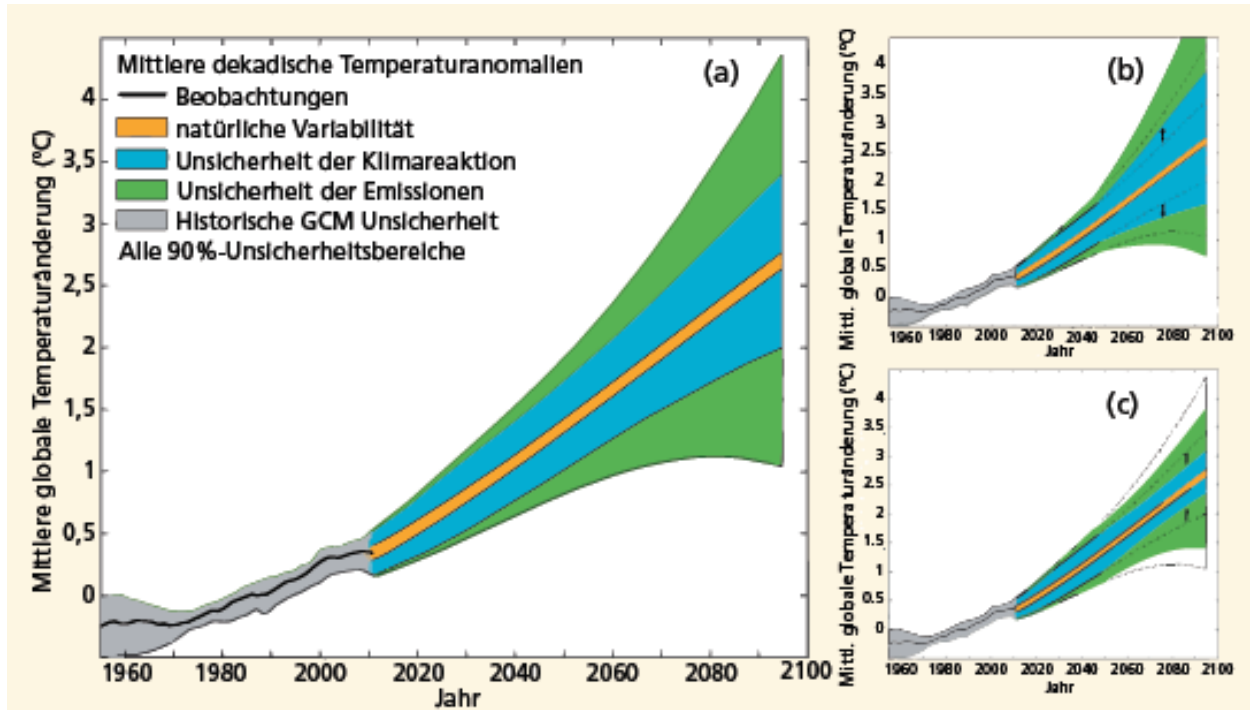 Mittlere dekadische Temperaturanomalien
Beobachtungen
natürliche Variabilität
Unsicherheit der Klimareaktion
Unsicherheit der Emissionen
Historische GCM Unsicherheit
Alle 90%-Unsicherheitsbereiche
(a)
Mittlere globale Temperaturänderung (°C)
4
3,5
3
2,5
2
1,5
1
0,5
0
1960 1980 2000 2020 2040 2060 2080 2100
Jahr
(b)
Mittl. globale Temperaturänderung (°C)
4
3.5
3
2.5
2
1.5
1
0.5
0
1960 1980 2000 2020 2040 2060 2080 2100
Jahr
(c)
Mittl. globale Temperaturänderung (°C)
4
3.5
3
2.5
2
1.5
1
0.5
0
1960 1980 2000 2020 2040 2060 2080 2100
Jahr